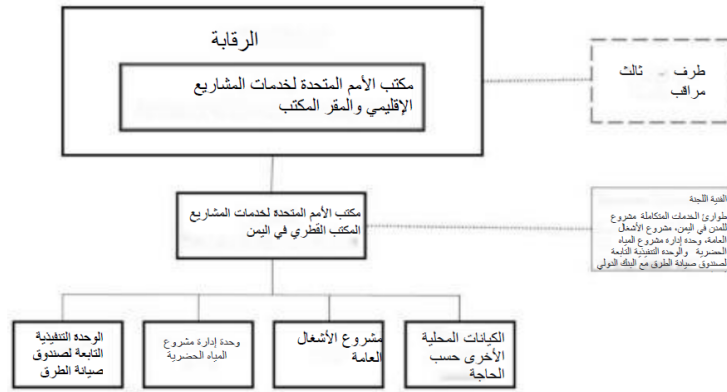 الرقابة
مكتب الأمم المتحدة لخدمات المشاريع
الإقليمي والمقر المكتب
طرف - ثالث
مراقب
مكتب الأمم المتحدة لخدمات المشاريع
المكتب القطري في اليمن
الفنية اللجنة
طوارئ الخدمات المتكاملة مشروع
للمدن في اليمن، مشروع الأشغال
العامة، وحدة إدارة مشروع المياه
الحضرية والوحدة التنفيذية التابعة
لصندوق صيانة الطرق مع البنك الدولي
الكيانات المحلية
الأخرى حسب
الحاجة
مشروع الأشغال
العامة
وحدة إدارة مشروع
المياه الحضرية
الوحدة التنفيذية
التابعة لصندوق
صيانة الطرق